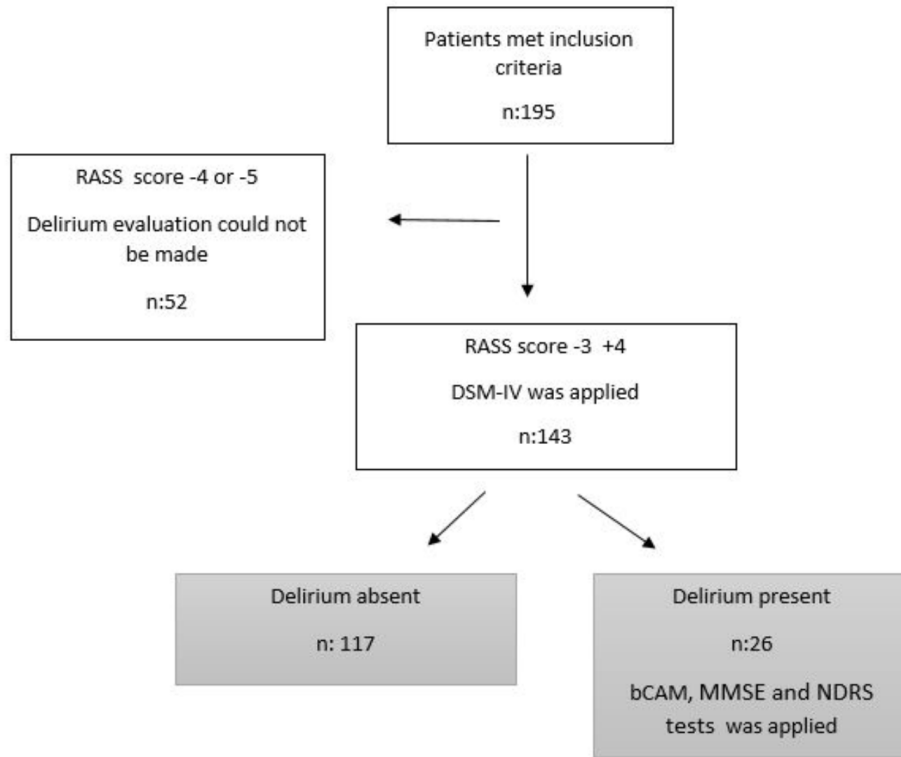 Patients met inclusion
criteria
n:195
RASS score -4 or -5
Delirium evaluation could not
be made
n:52
RASS score -3 +4
DSM-IV was applied
n:143
Delirium absent
n: 117
Delirium present
n:26
bCAM, MMSE and NDRS
tests was applied